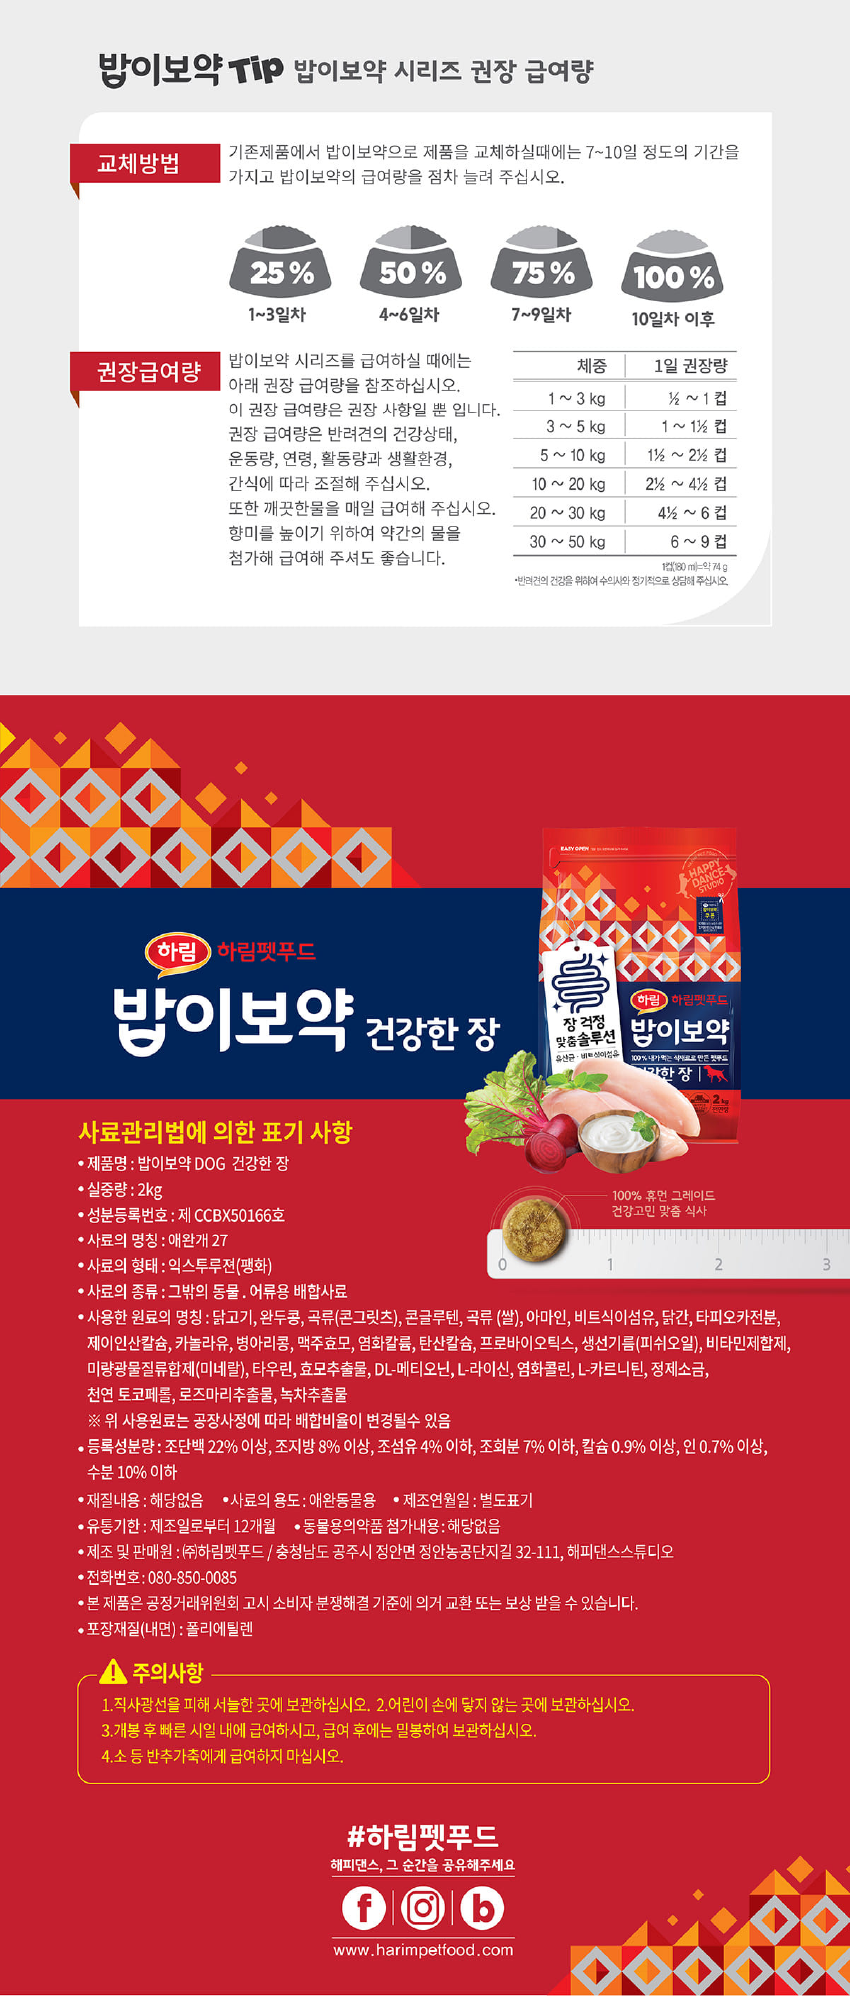 밥이보약 Tip 밥이보약 시리즈 권장 급여량
교체방법
기존제품에서 밥이보약으로 제품을 교체하실때에는 7~10일 정도의 기간을
가지고 밥이보약의 급여량을 점차 늘려 주십시오.
25 % 50 % 75 % 100 %
1~3일차 4~6일차 7~9일차 10일차 이후
권장급여량
밥이보약 시리즈를 급여하실 때에는
아래 권장 급여량을 참조하십시오.
이 권장 급여량은 권장 사항일 뿐 입니다.
권장 급여량은 반려견의 건강상태,
운동량, 연령, 활동량과 생활환경,
간식에 따라 조절해 주십시오.
또한 깨끗한물을 매일 급여해 주십시오.
향미를 높이기 위하여 약간의 물을
첨가해 급여해 주셔도 좋습니다.
체중 1일 권장량
1 ~ 3 kg ½ ~ 1 컵
3 ~ 5 kg 1 ~ 1½ 컵
5 ~ 10 kg 1½ ~ 2½ 컵
10 ~ 20 kg 2½ ~ 4½ 컵
20 ~ 30 kg 4½ ~ 6 컵
30 ~ 50 kg 6 ~ 9 컵
1컵(180 ml)=약 74 g
*반려견의 건강을 위하여 수의사와 정기적으로 상담해 주십시오.
EASY OPEN
HAPPY
DANCE
STUDIO
하림 하림펫푸드
밥이보약 건강한 장
장 걱정
맞춤솔루션
유산균 · 비트식이섬유
하림 하림펫푸드
밥이보약
100% 내가 먹는 식재료로 만든 펫푸드
건강한 장
2 kg
사료관리법에 의한 표기 사항
• 제품명 : 밥이보약 DOG 건강한 장
• 실중량 : 2kg
• 성분등록번호 : 제 CCBX50166호
• 사료의 명칭 : 애완개 27
• 사료의 형태 : 익스투루젼(팽화)
• 사료의 종류 : 그밖의 동물 . 어류용 배합사료
100% 휴먼 그레이드
건강고민 맞춤 식사
0 1 2 3
• 사용한 원료의 명칭 : 닭고기, 완두콩, 곡류(콘그릿츠), 콘글루텐, 곡류 (쌀), 아마인, 비트식이섬유, 닭간, 타피오카전분,
제이인산칼슘, 카놀라유, 병아리콩, 맥주효모, 염화칼륨, 탄산칼슘, 프로바이오틱스, 생선기름(피쉬오일), 비타민제합제,
미량광물질류합제(미네랄), 타우린, 효모추출물, DL-메티오닌, L-라이신, 염화콜린, L-카르니틴, 정제소금,
천연 토코페롤, 로즈마리추출물, 녹차추출물
※ 위 사용원료는 공장사정에 따라 배합비율이 변경될수 있음
• 등록성분량 : 조단백 22% 이상, 조지방 8% 이상, 조섬유 4% 이하, 조회분 7% 이하, 칼슘 0.9% 이상, 인 0.7% 이상,
수분 10% 이하
• 재질내용 : 해당없음 • 사료의 용도 : 애완동물용 • 제조연월일 : 별도표기
• 유통기한 : 제조일로부터 12개월 • 동물용의약품 첨가내용 : 해당없음
• 제조 및 판매원 : ㈜하림펫푸드 / 충청남도 공주시 정안면 정안농공단지길 32-111, 해피댄스스튜디오
• 전화번호 : 080-850-0085
• 본 제품은 공정거래위원회 고시 소비자 분쟁해결 기준에 의거 교환 또는 보상 받을 수 있습니다.
• 포장재질(내면) : 폴리에틸렌
주의사항
1.직사광선을 피해 서늘한 곳에 보관하십시오. 2.어린이 손에 닿지 않는 곳에 보관하십시오.
3.개봉 후 빠른 시일 내에 급여하시고, 급여 후에는 밀봉하여 보관하십시오.
4.소 등 반추가축에게 급여하지 마십시오.
#하림펫푸드
해피댄스, 그 순간을 공유해주세요
f b
www.harimpetfood.com